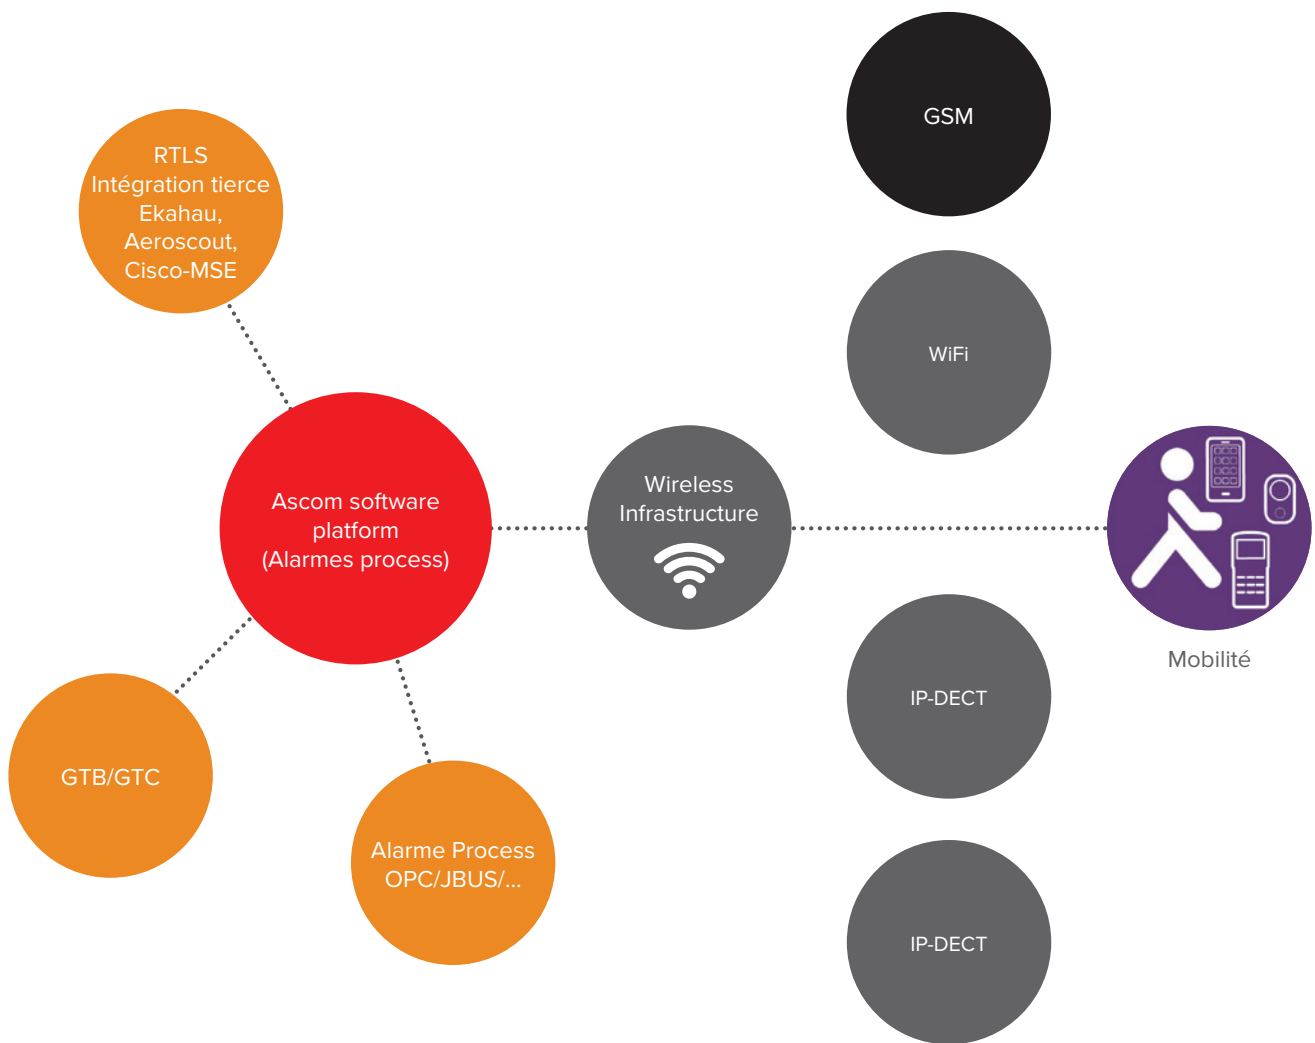 GSM
RTLS
Intégration tierce
Ekahau,
Aeroscout,
Cisco-MSE
WiFi
Ascom software
platform
(Alarmes process)
Wireless
Infrastructure
Mobilité
IP-DECT
GTB/GTC
Alarme Process
OPC/JBUS/...
IP-DECT